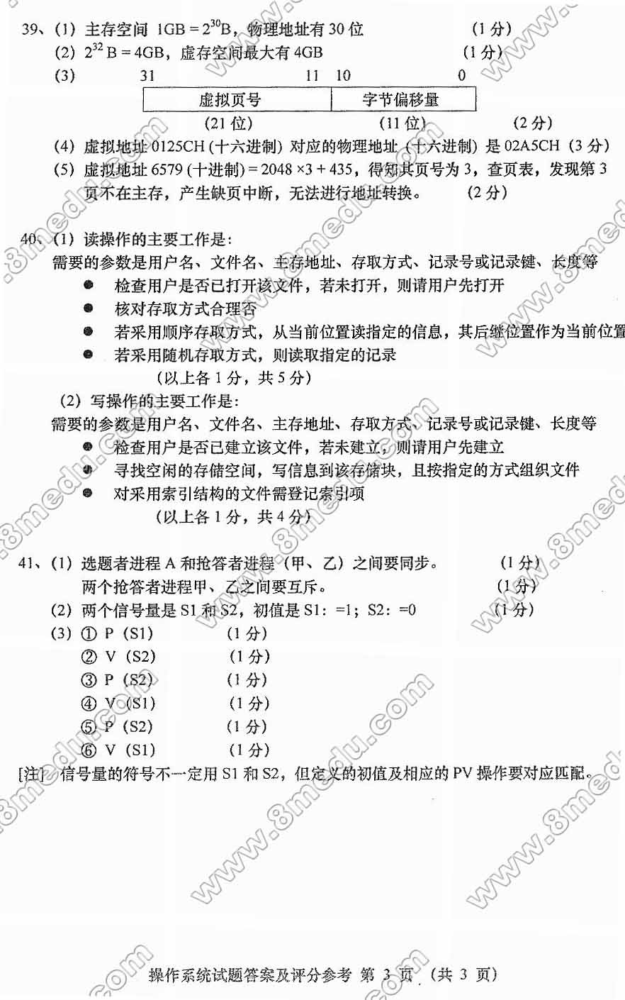 39、(1) 主存空间 1GB = 2³⁰B，物理地址有 30 位 (1 分)
(2) 2³² B = 4GB，虚存空间最大有 4GB (1 分)
(3) 31 11 10 0
虚拟页号 字节偏移量
(21 位) (11 位) (2 分)
(4) 虚拟地址 0125CH (十六进制) 对应的物理地址 (十六进制) 是 02A5CH (3 分)
(5) 虚拟地址 6579 (十进制) = 2048 ×3 + 435，得知其页号为 3，查页表，发现第 3
页不在主存，产生缺页中断，无法进行地址转换。 (2 分)
40、(1) 读操作的主要工作是：
需要的参数是用户名、文件名、主存地址、存取方式、记录号或记录键、长度等
● 检查用户是否已打开该文件，若未打开，则请用户先打开
● 核对存取方式合理否
● 若采用顺序存取方式，从当前位置读指定的信息，其后继位置作为当前位置
● 若采用随机存取方式，则读取指定的记录
(以上各 1 分，共 5 分)
(2) 写操作的主要工作是：
需要的参数是用户名、文件名、主存地址、存取方式、记录号或记录键、长度等
● 检查用户是否已建立该文件，若未建立，则请用户先建立
● 寻找空闲的存储空间，写信息到该存储块，且按指定的方式组织文件
● 对采用索引结构的文件需登记索引项
(以上各 1 分，共 4 分)
41、(1) 选题者进程 A 和抢答者进程（甲、乙）之间要同步。 (1 分)
两个抢答者进程甲、乙之间要互斥。 (1 分)
(2) 两个信号量是 S1 和 S2，初值是 S1：=1；S2：=0 (1 分)
(3) ① P（S1） (1 分)
② V（S2） (1 分)
③ P（S2） (1 分)
④ V（S1） (1 分)
⑤ P（S2） (1 分)
⑥ V（S1） (1 分)
[注] 信号量的符号不一定用 S1 和 S2，但定义的初值及相应的 PV 操作要对应匹配。
操作系统试题答案及评分参考 第 3 页 （共 3 页）
www.8medu.com